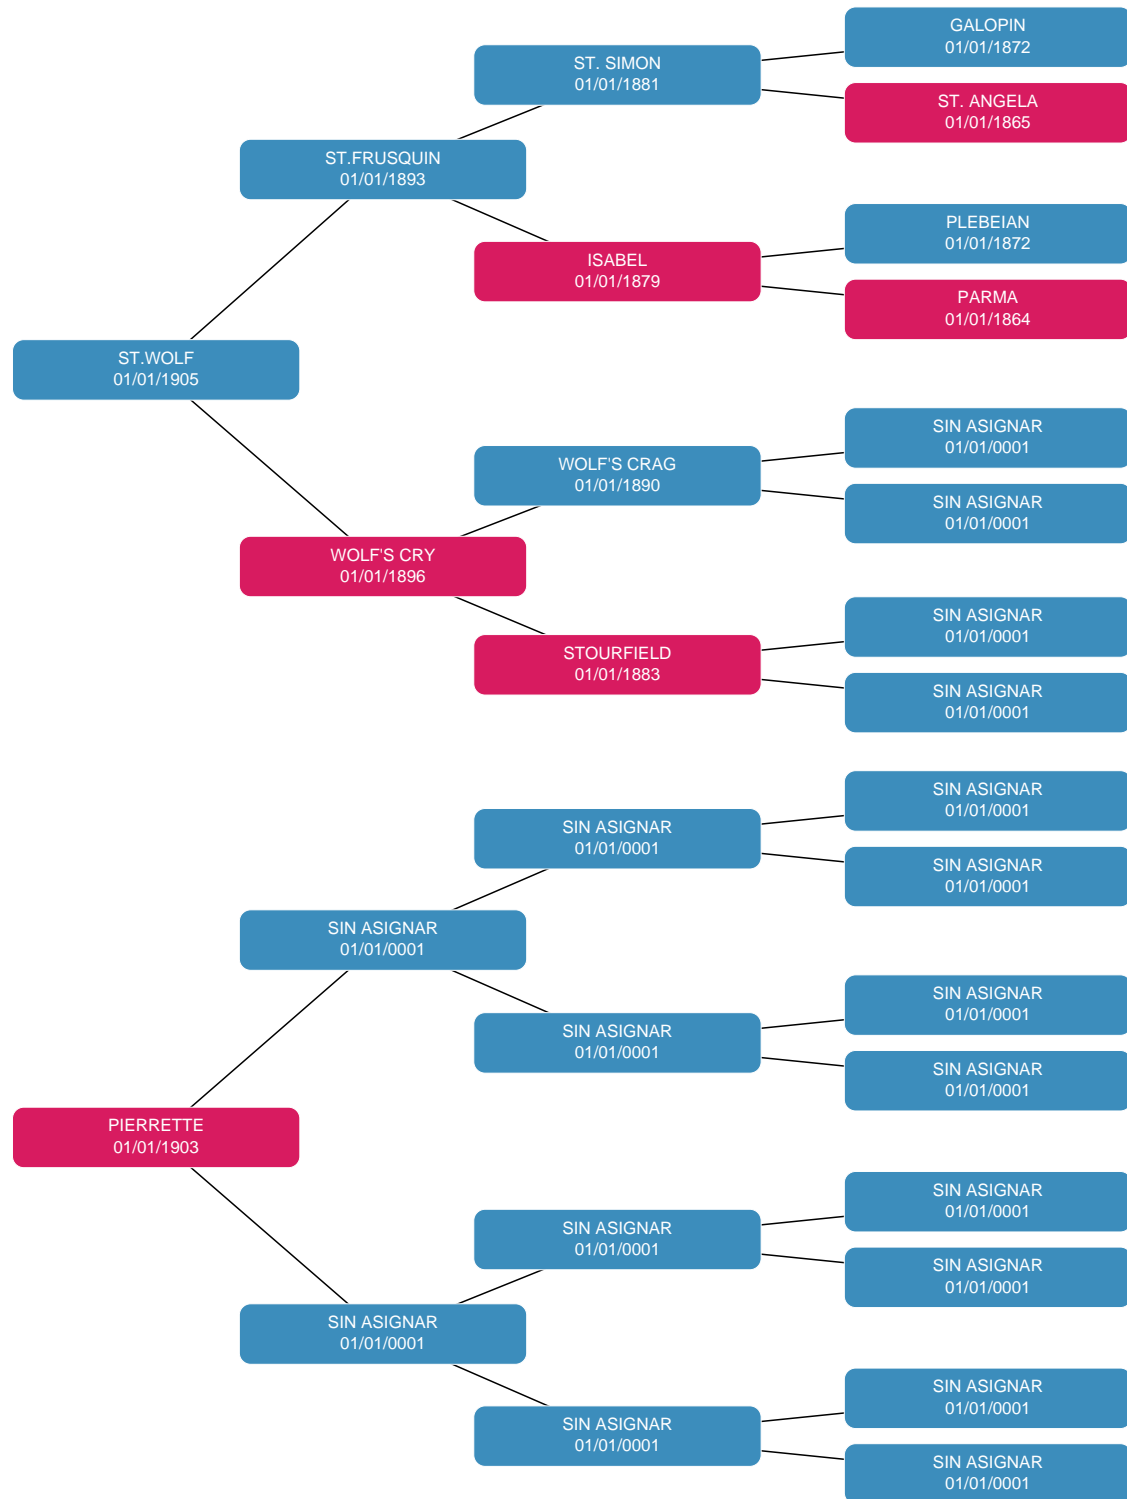 GALOPIN
01/01/1872
ST. SIMON
01/01/1881
ST. ANGELA
01/01/1865
ST.FRUSQUIN
01/01/1893
PLEBEIAN
01/01/1872
ISABEL
01/01/1879
PARMA
01/01/1864
ST.WOLF
01/01/1905
SIN ASIGNAR
01/01/0001
WOLF'S CRAG
01/01/1890
SIN ASIGNAR
01/01/0001
WOLF'S CRY
01/01/1896
SIN ASIGNAR
01/01/0001
STOURFIELD
01/01/1883
SIN ASIGNAR
01/01/0001
SIN ASIGNAR
01/01/0001
SIN ASIGNAR
01/01/0001
SIN ASIGNAR
01/01/0001
SIN ASIGNAR
01/01/0001
SIN ASIGNAR
01/01/0001
SIN ASIGNAR
01/01/0001
SIN ASIGNAR
01/01/0001
PIERRETTE
01/01/1903
SIN ASIGNAR
01/01/0001
SIN ASIGNAR
01/01/0001
SIN ASIGNAR
01/01/0001
SIN ASIGNAR
01/01/0001
SIN ASIGNAR
01/01/0001
SIN ASIGNAR
01/01/0001
SIN ASIGNAR
01/01/0001